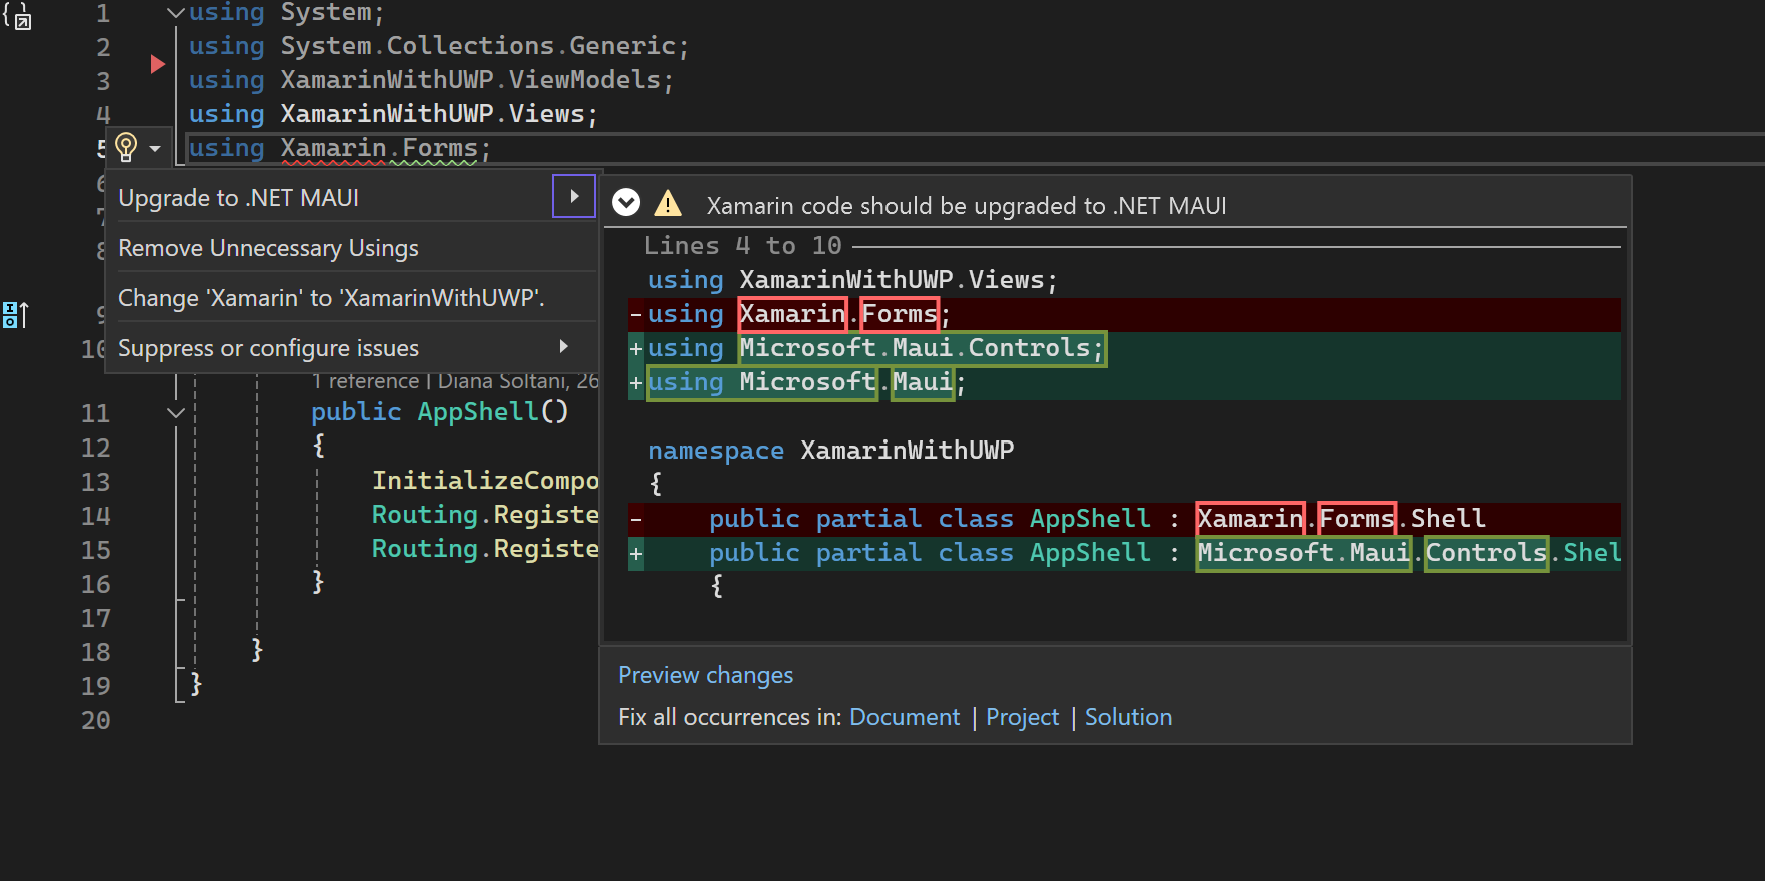 1 using System;
2 using System.Collections.Generic;
3 using XamarinWithUWP.ViewModels;
4 using XamarinWithUWP.Views;
5 using Xamarin.Forms;
6
7
8
9
10
Upgrade to .NET MAUI
Remove Unnecessary Usings
Change 'Xamarin' to 'XamarinWithUWP'.
Suppress or configure issues
Xamarin code should be upgraded to .NET MAUI
Lines 4 to 10
using XamarinWithUWP.Views;
-using Xamarin.Forms;
+using Microsoft.Maui.Controls;
+using Microsoft.Maui;
namespace XamarinWithUWP
{
- public partial class AppShell : Xamarin.Forms.Shell
+ public partial class AppShell : Microsoft.Maui.Controls.Shel
{
Preview changes
Fix all occurrences in: Document | Project | Solution
1 reference | Diana Soltani, 26
11 public AppShell()
12 {
13 InitializeCompo
14 Routing.Registe
15 Routing.Registe
16 }
17
18 }
19 }
20